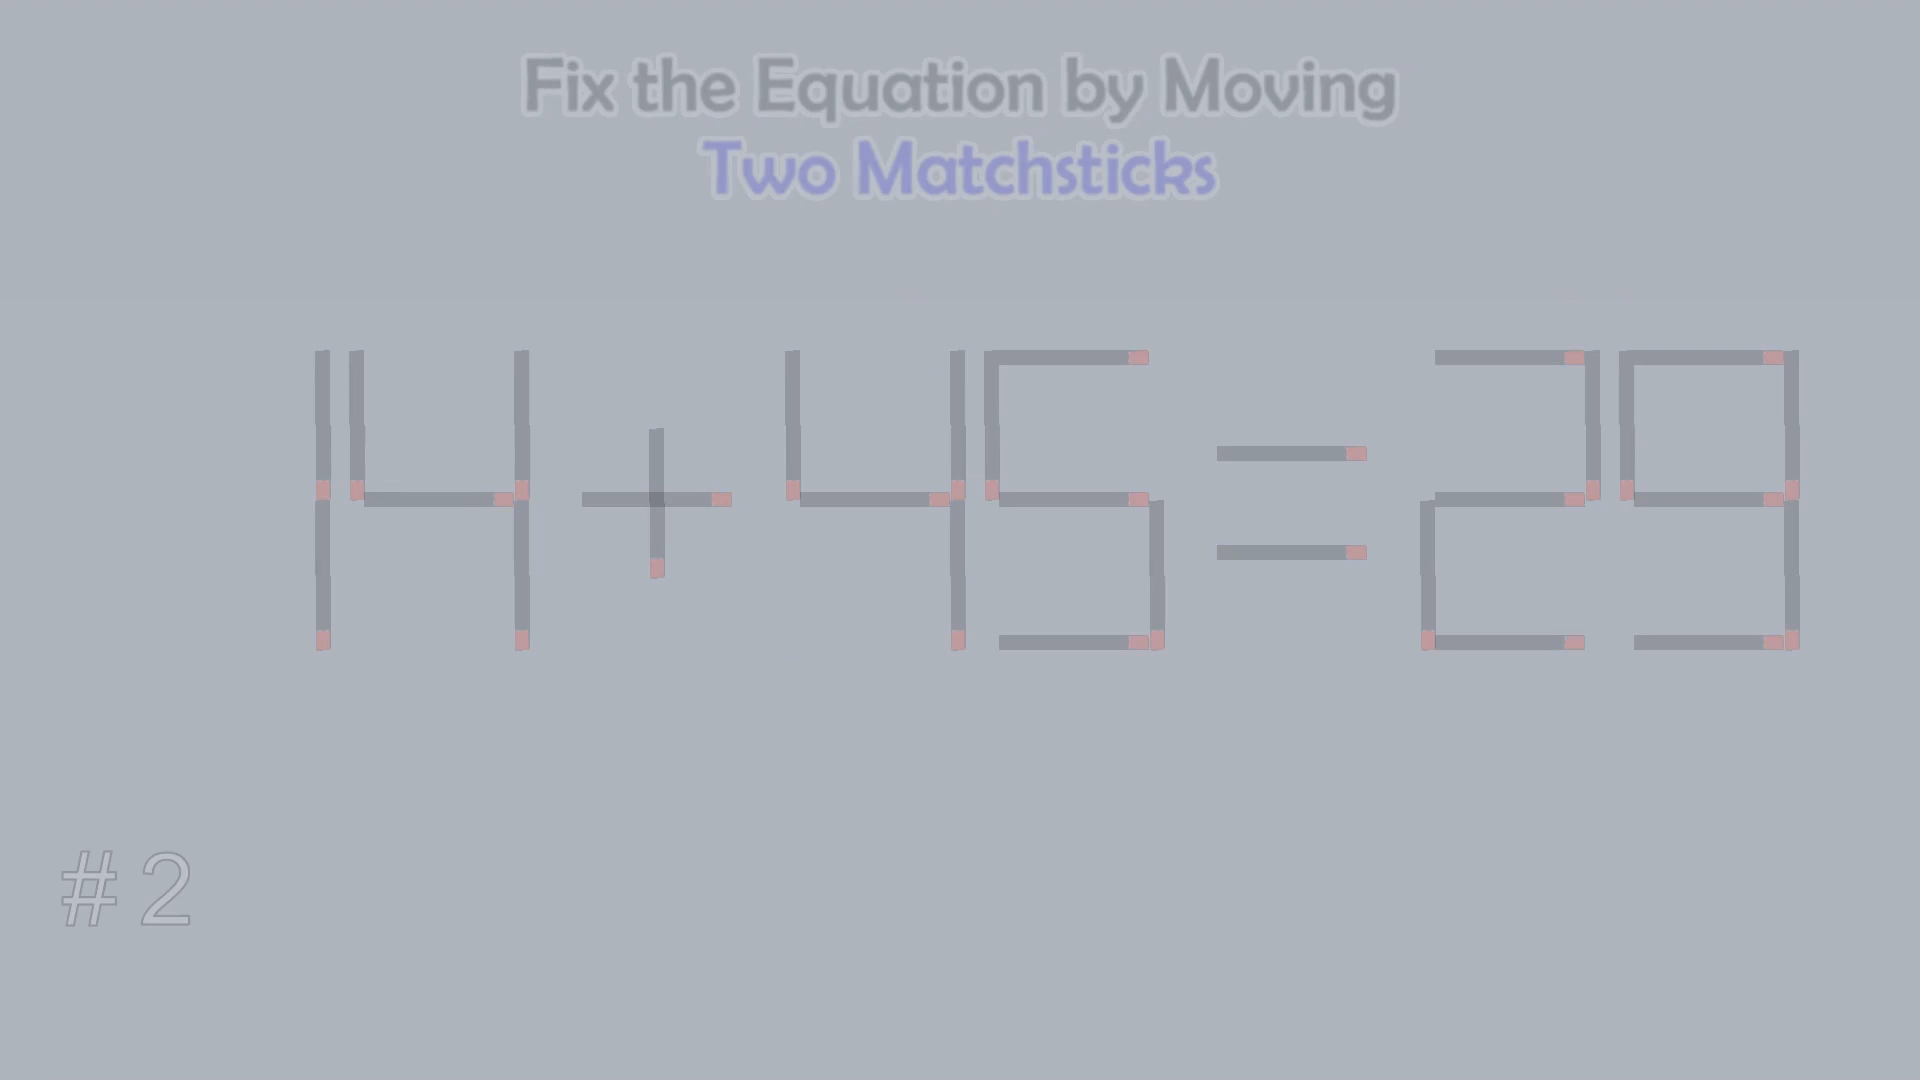 Fix the Equation by Moving
Two Matchsticks
14+45=29
#2